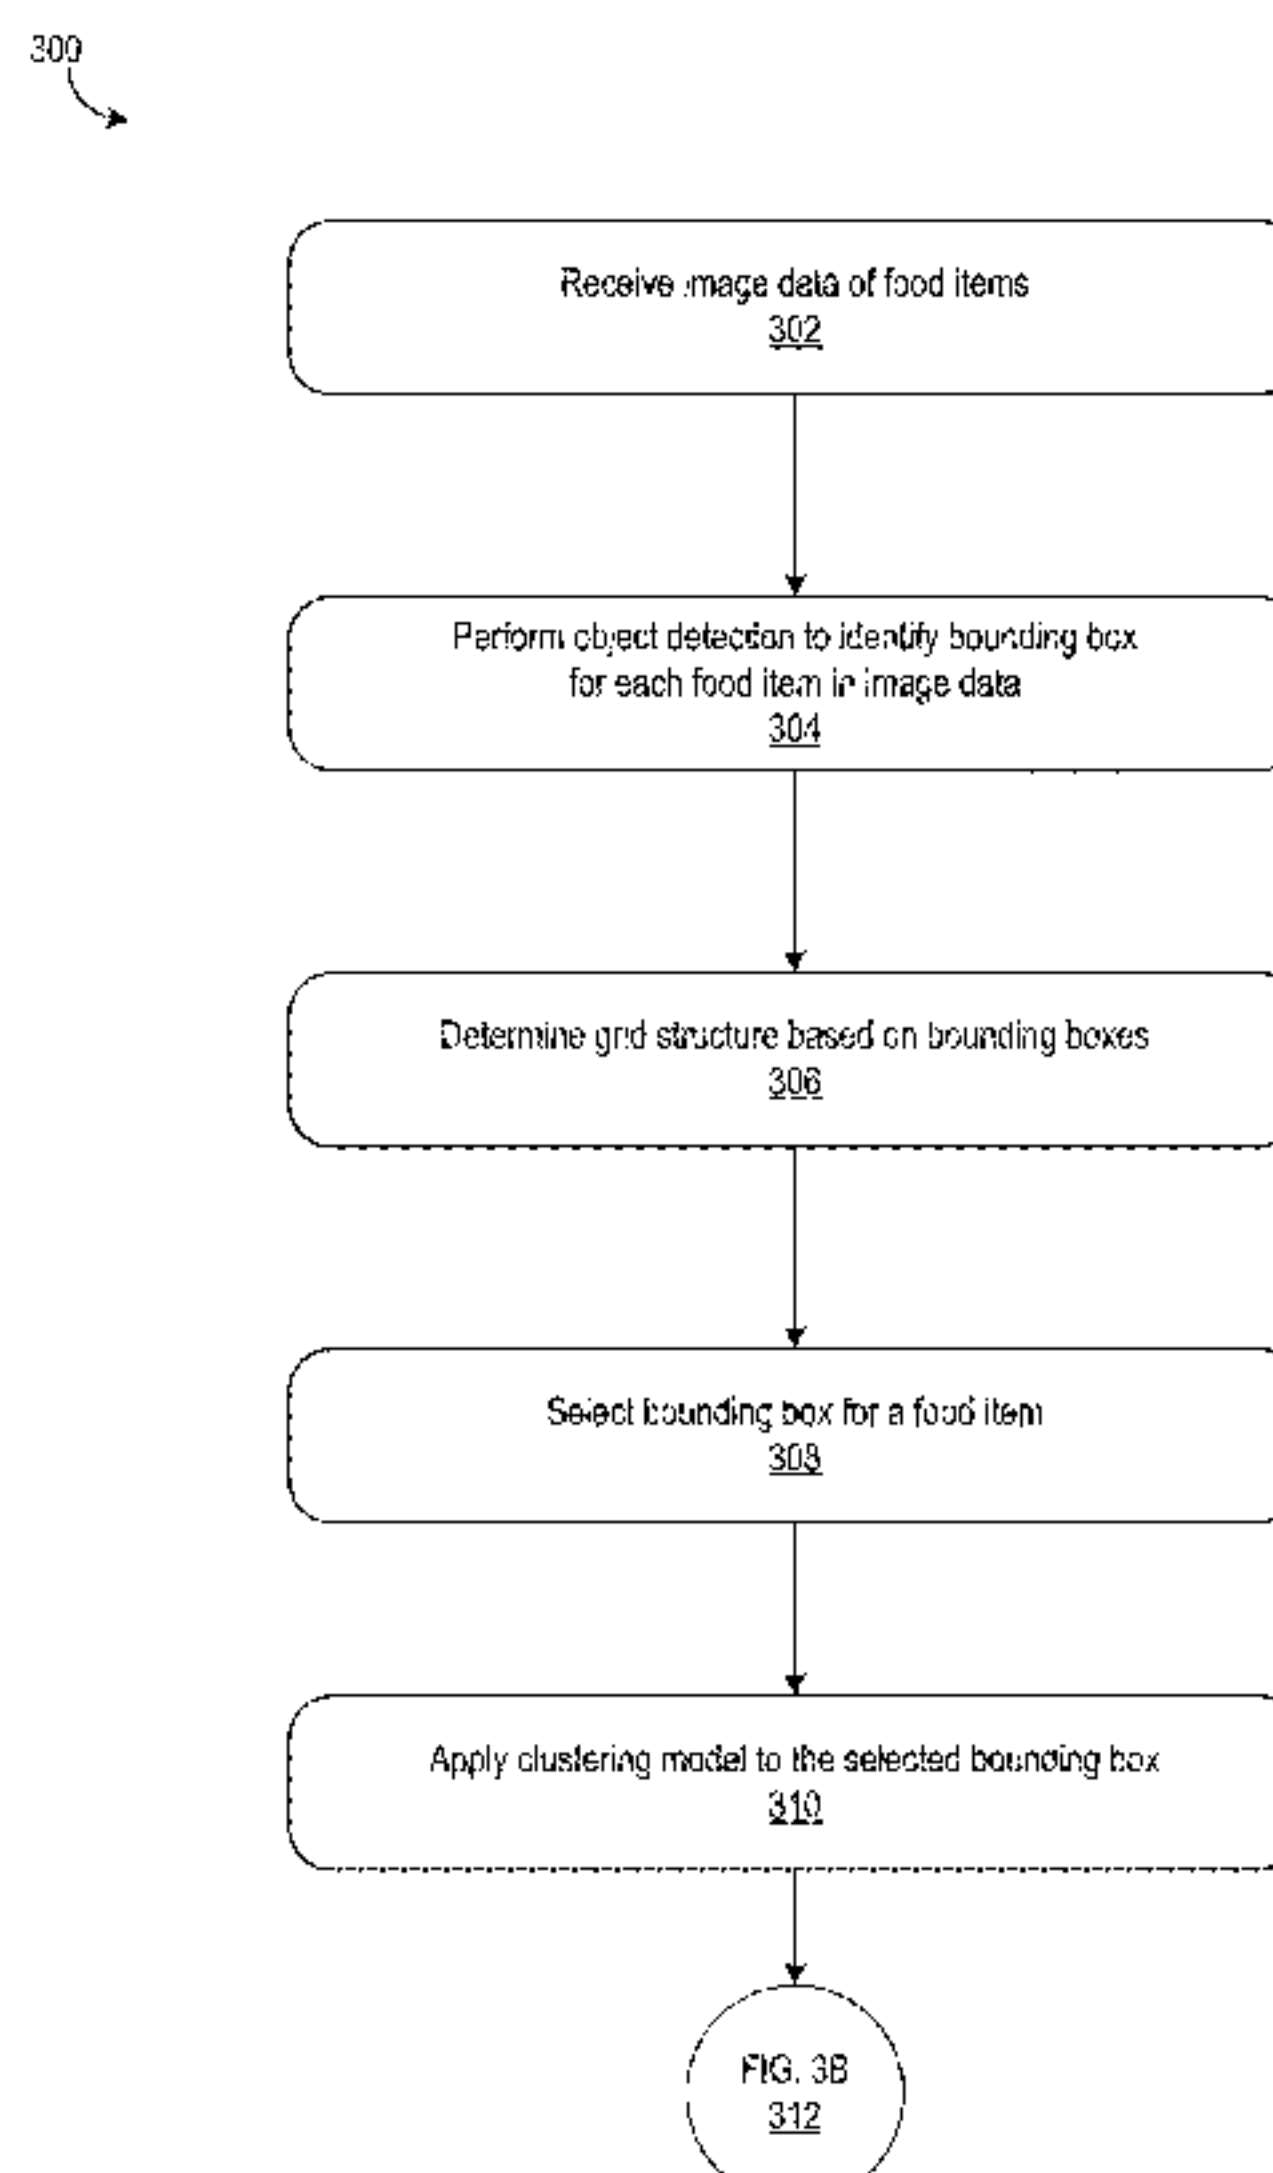 300
Receive image data of food items
302
Perform object detection to identify bounding box
for each food item in image data
304
Determine grid structure based on bounding boxes
306
Select bounding box for a food item
308
Apply clustering model to the selected bounding box
310
FIG. 3B
312